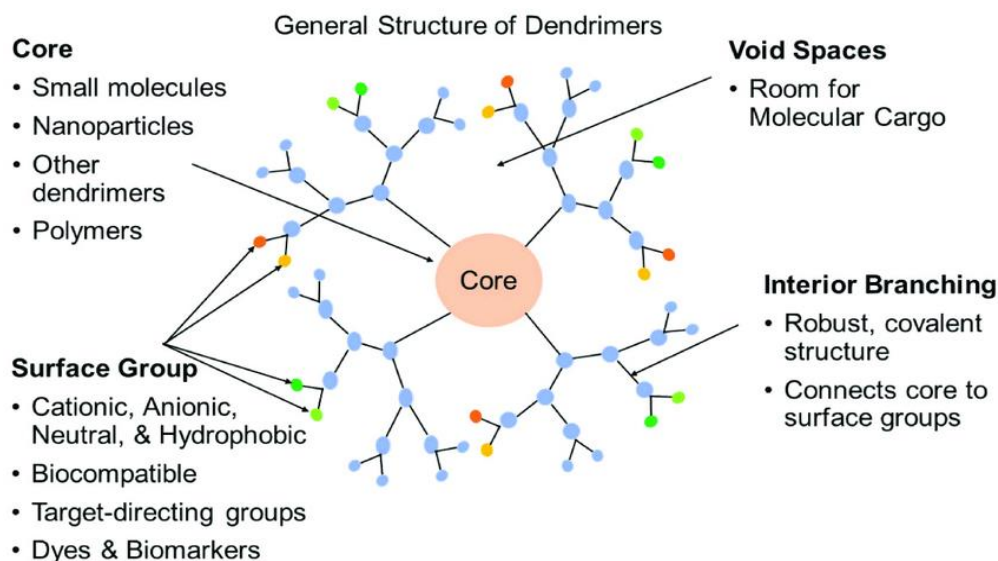 General Structure of Dendrimers
Core
• Small molecules
• Nanoparticles
• Other
dendrimers
• Polymers
Void Spaces
• Room for
Molecular Cargo
Core
Interior Branching
• Robust, covalent
structure
• Connects core to
surface groups
Surface Group
• Cationic, Anionic,
Neutral, & Hydrophobic
• Biocompatible
• Target-directing groups
• Dyes & Biomarkers